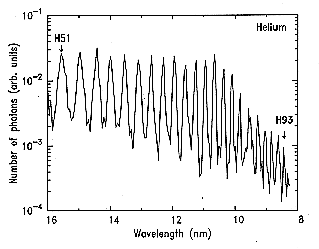 10⁻¹
H51
Helium
10⁻²
Number of photons (arb. units)
H93
10⁻³
10⁻⁴
16 14 12 10 8
Wavelength (nm)